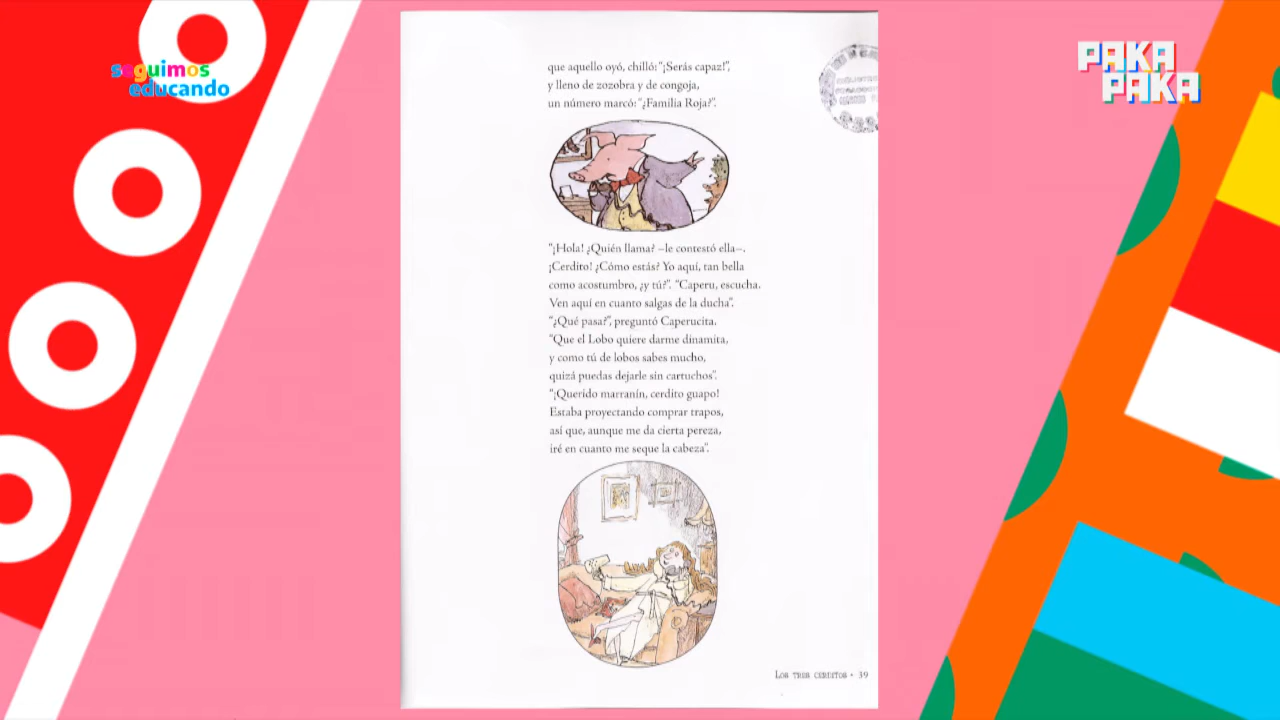 seguimos
educando
PAKA
PAKA
que aquello oyó, chilló: “¡Serás capaz!”,
y lleno de zozobra y de congoja,
un número marcó: “¿Familia Roja?”.
“¡Hola! ¿Quién llama? –le contestó ella–.
¡Cerdito! ¿Cómo estás? Yo aquí, tan bella
como acostumbro, ¿y tú?”. “Caperu, escucha.
Ven aquí en cuanto salgas de la ducha”.
“¿Qué pasa?”, preguntó Caperucita.
“Que el Lobo quiere darme dinamita,
y como tú de lobos sabes mucho,
quizá puedas dejarle sin cartuchos”.
“¡Querido marranín, cerdito guapo!
Estaba proyectando comprar trapos,
así que, aunque me da cierta pereza,
iré en cuanto me seque la cabeza”.
Los tres cerditos • 39